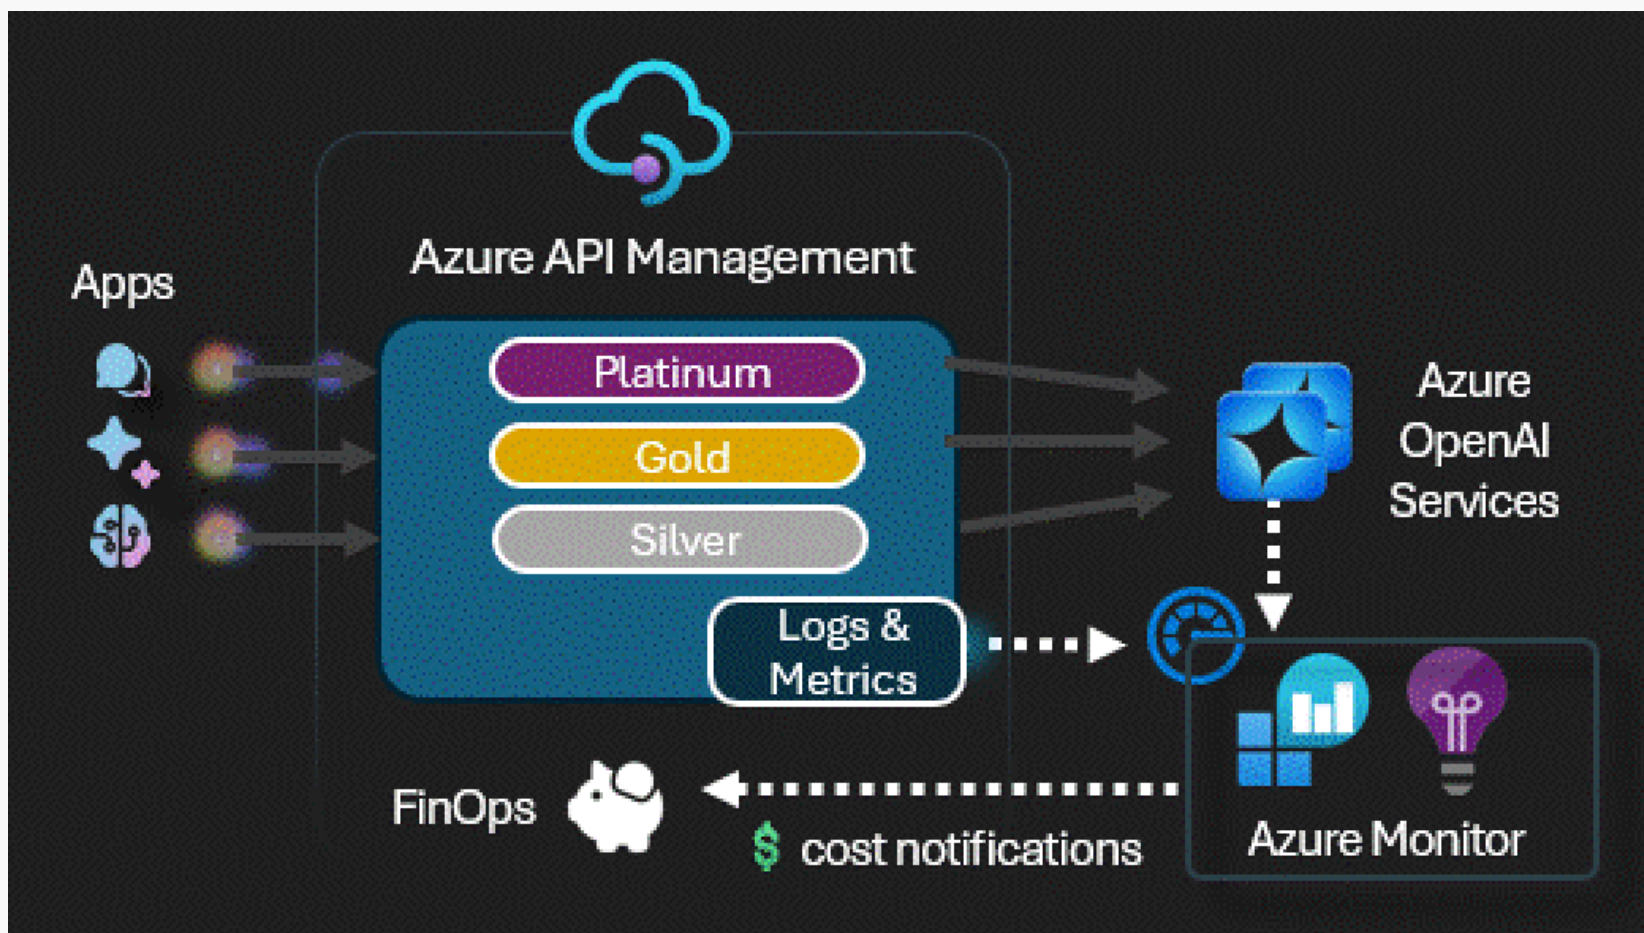 Azure API Management
Apps
Platinum
Gold
Silver
Logs &
Metrics
Azure
OpenAI
Services
FinOps
$ cost notifications
Azure Monitor